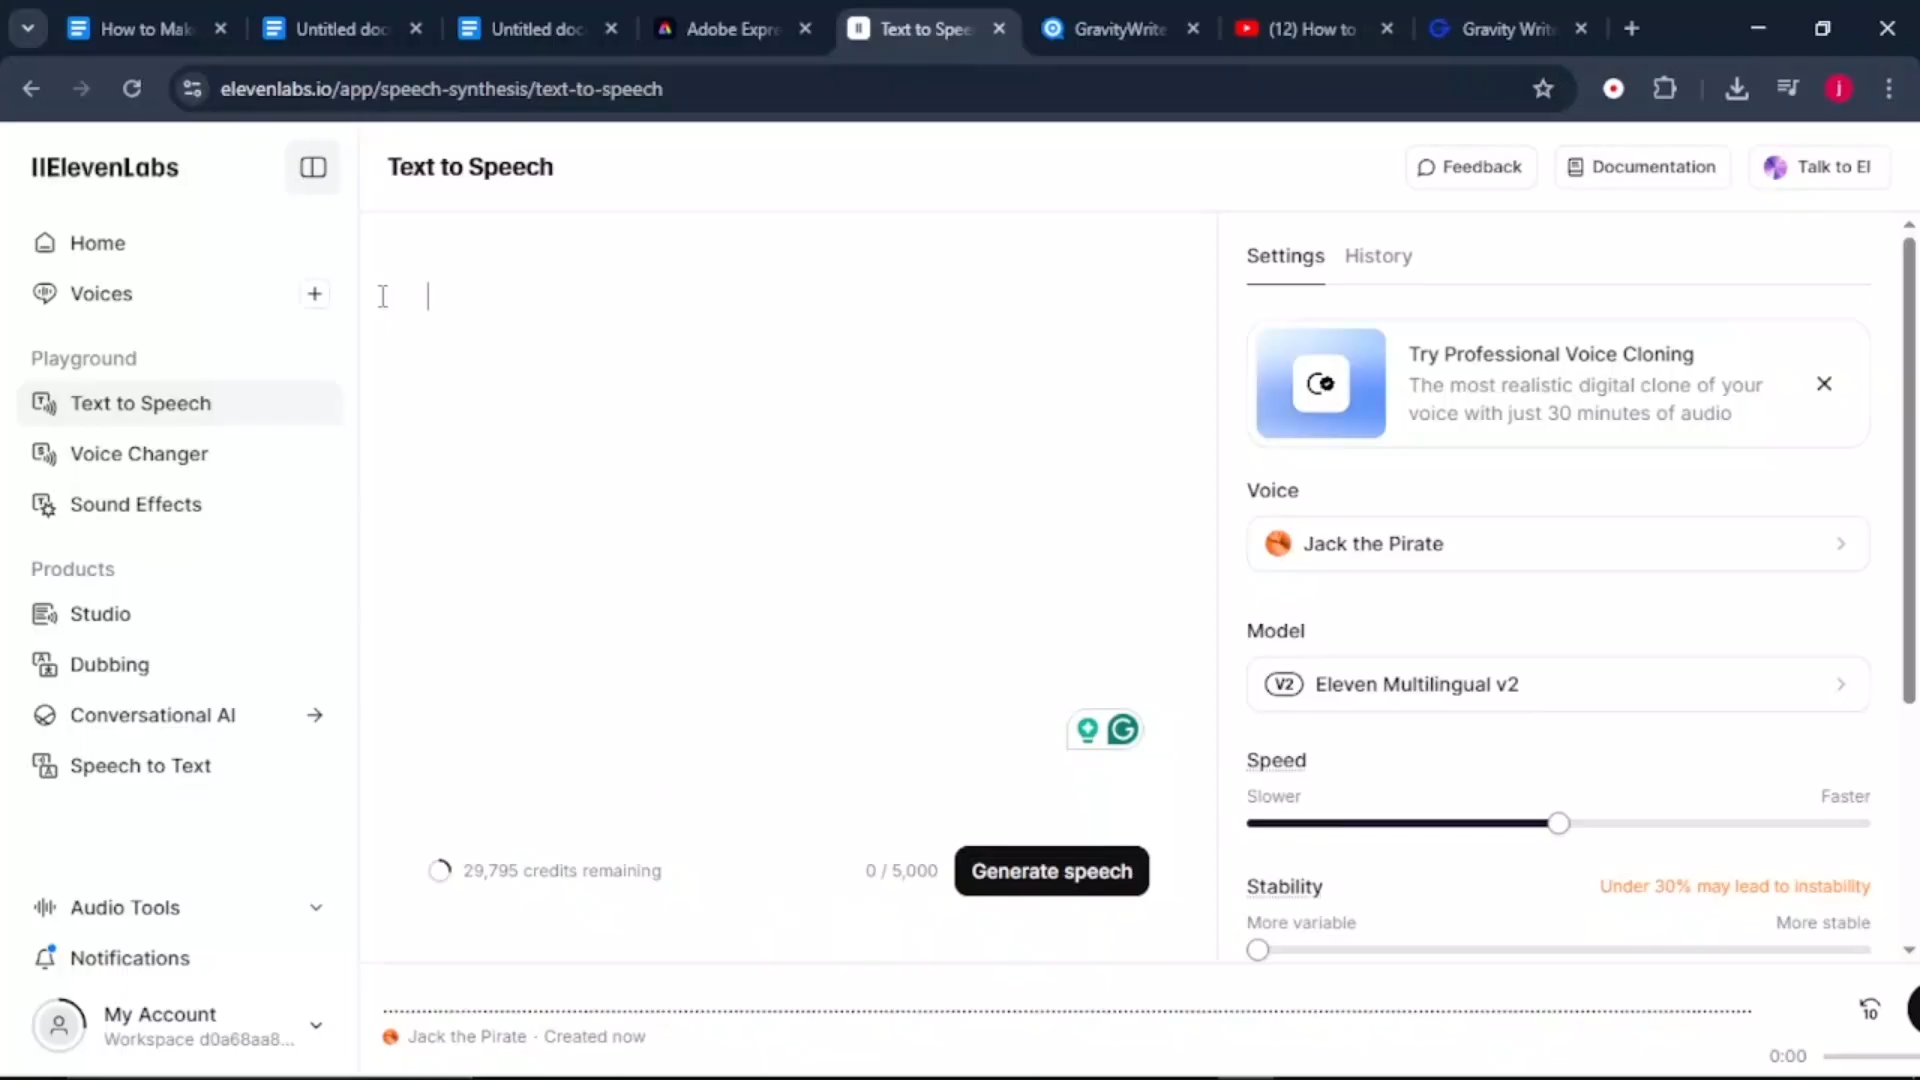 How to Mak
Untitled doc
Untitled doc
Adobe Expre
Text to Spee
GravityWrite
(12) How to
Gravity Writ
elevenlabs.io/app/speech-synthesis/text-to-speech
j
IIElevenLabs
Text to Speech
Feedback
Documentation
Talk to El
Home
Voices
Settings
History
Playground
Try Professional Voice Cloning
The most realistic digital clone of your
voice with just 30 minutes of audio
Text to Speech
Voice Changer
Sound Effects
Voice
Jack the Pirate
Products
Studio
Dubbing
Conversational AI
Speech to Text
Model
V2 Eleven Multilingual v2
Speed
Slower
Faster
29,795 credits remaining
0 / 5,000
Generate speech
Stability
Under 30% may lead to instability
More variable
More stable
Audio Tools
Notifications
My Account
Workspace d0a68aa8...
Jack the Pirate · Created now
10
0:00